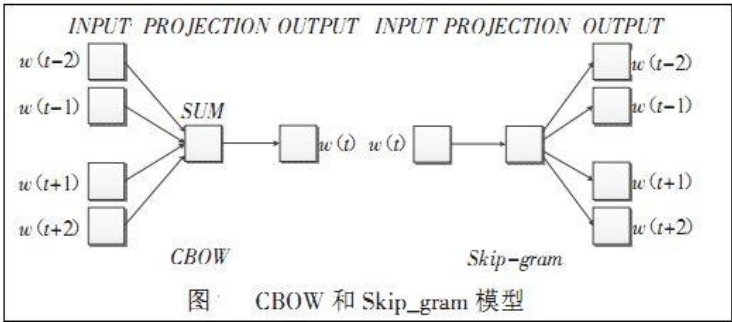 INPUT PROJECTION OUTPUT INPUT PROJECTION OUTPUT
w(t-2)
w(t-1)
SUM
w(t)
w(t+1)
w(t+2)
CBOW
w(t)
w(t-2)
w(t-1)
w(t+1)
w(t+2)
Skip-gram
图 CBOW 和 Skip_gram 模型